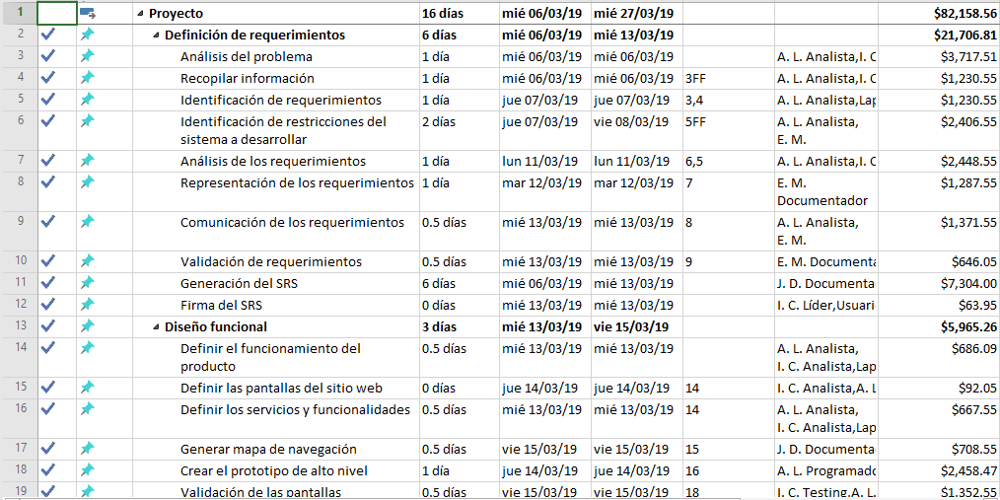 1 Proyecto 16 días mié 06/03/19 mié 27/03/19 $82,158.56
2 Definición de requerimientos 6 días mié 06/03/19 mié 13/03/19 $21,706.81
3 Análisis del problema 1 día mié 06/03/19 mié 06/03/19 A. L. Analista,I. C $3,717.51
4 Recopilar información 1 día mié 06/03/19 mié 06/03/19 3FF A. L. Analista,I. C $1,230.55
5 Identificación de requerimientos 1 día jue 07/03/19 jue 07/03/19 3,4 A. L. Analista,Lap $1,230.55
6 Identificación de restricciones del 2 días jue 07/03/19 vie 08/03/19 5FF A. L. Analista, $2,406.55
sistema a desarrollar E. M.
7 Análisis de los requerimientos 1 día lun 11/03/19 lun 11/03/19 6,5 A. L. Analista,I. C $2,448.55
8 Representación de los requerimientos 1 día mar 12/03/19 mar 12/03/19 7 E. M. $1,287.55
Documentador
9 Comunicación de los requerimientos 0.5 días mié 13/03/19 mié 13/03/19 8 A. L. Analista, $1,371.55
E. M.
10 Validación de requerimientos 0.5 días mié 13/03/19 mié 13/03/19 9 E. M. Documenta $646.05
11 Generación del SRS 6 días mié 06/03/19 mié 13/03/19 J. D. Documenta $7,304.00
12 Firma del SRS 0 días mié 13/03/19 mié 13/03/19 I. C. Líder,Usuari $63.95
13 Diseño funcional 3 días mié 13/03/19 vie 15/03/19 $5,965.26
14 Definir el funcionamiento del 0.5 días mié 13/03/19 mié 13/03/19 A. L. Analista, $686.09
producto I. C. Analista,Lap
15 Definir las pantallas del sitio web 0 días jue 14/03/19 jue 14/03/19 14 I. C. Analista,A. L $92.05
16 Definir los servicios y funcionalidades 0.5 días mié 13/03/19 mié 13/03/19 14 A. L. Analista, $667.55
I. C. Analista,Lap
17 Generar mapa de navegación 0.5 días vie 15/03/19 vie 15/03/19 15 J. D. Documenta $708.55
18 Crear el prototipo de alto nivel 1 día jue 14/03/19 jue 14/03/19 16 A. L. Programado $2,458.47
19 Validación de las pantallas 0.5 días vie 15/03/19 vie 15/03/19 18 I. C. Testing,A. L. $1,352.55